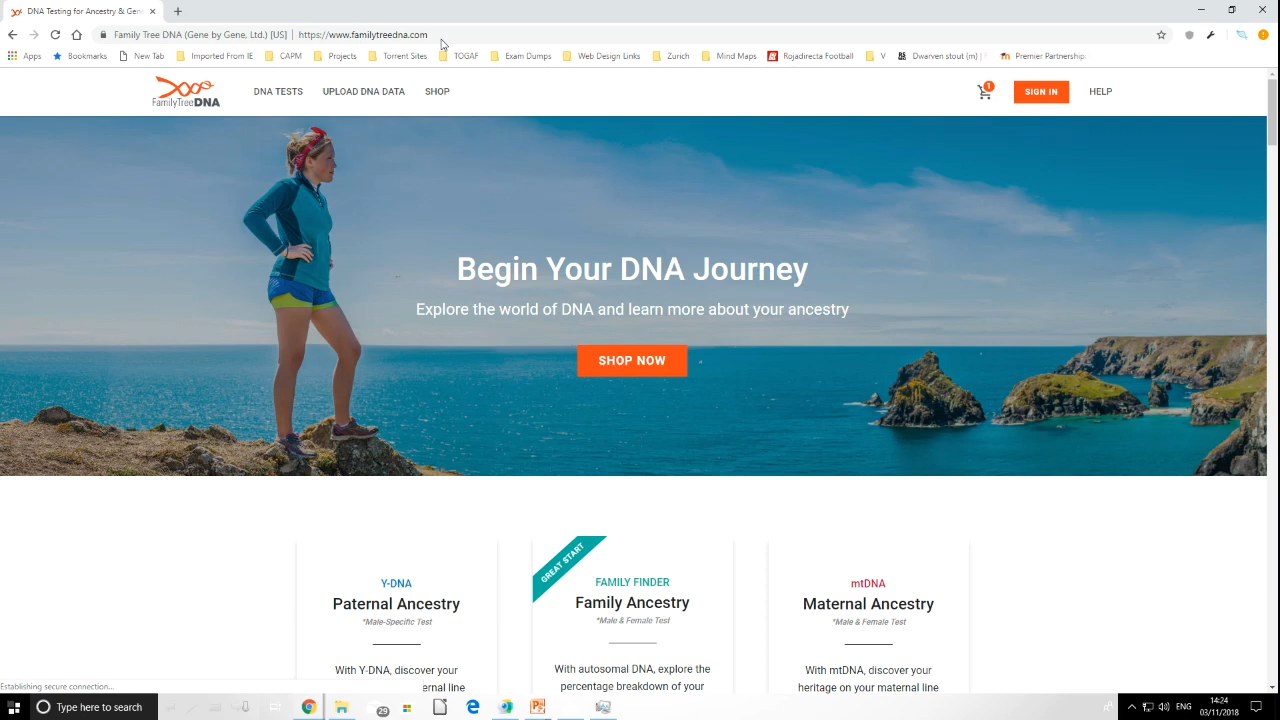 DNA Testing for Ancestry & Gen
Family Tree DNA (Gene by Gene, Ltd.) [US]
https://www.familytreedna.com
Apps
Bookmarks
New Tab
Imported From IE
CAPM
Projects
Torrent Sites
TOGAF
Exam Dumps
Web Design Links
Zurich
Mind Maps
Rojadirecta Football
V
Dwarven stout (m) |
Premier Partnership:
FamilyTreeDNA
DNA TESTS
UPLOAD DNA DATA
SHOP
1
SIGN IN
HELP
Begin Your DNA Journey
Explore the world of DNA and learn more about your ancestry
SHOP NOW
Y-DNA
Paternal Ancestry
*Male-Specific Test
With Y-DNA, discover your
ernal line
GREAT START
FAMILY FINDER
Family Ancestry
*Male & Female Test
With autosomal DNA, explore the
percentage breakdown of your
mtDNA
Maternal Ancestry
*Male & Female Test
With mtDNA, discover your
heritage on your maternal line
Establishing secure connection...
Type here to search
29
ENG
14:24
03/11/2018